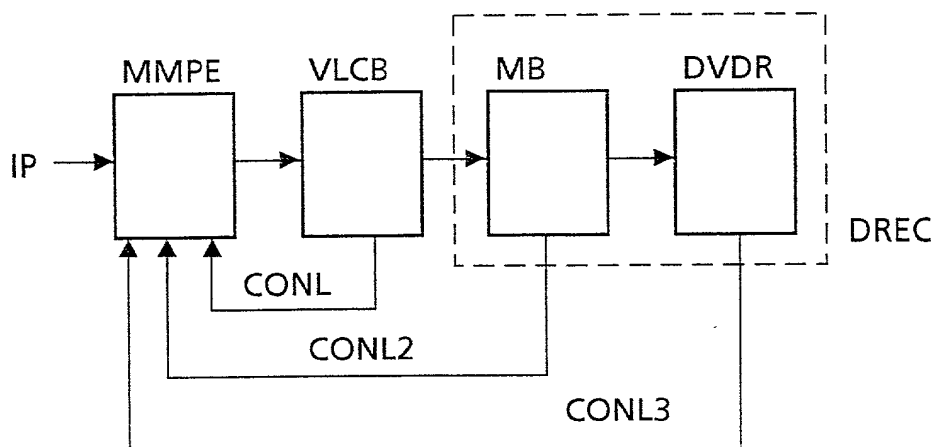 MMPE
VLCB
MB
DVDR
IP
DREC
CONL
CONL2
CONL3